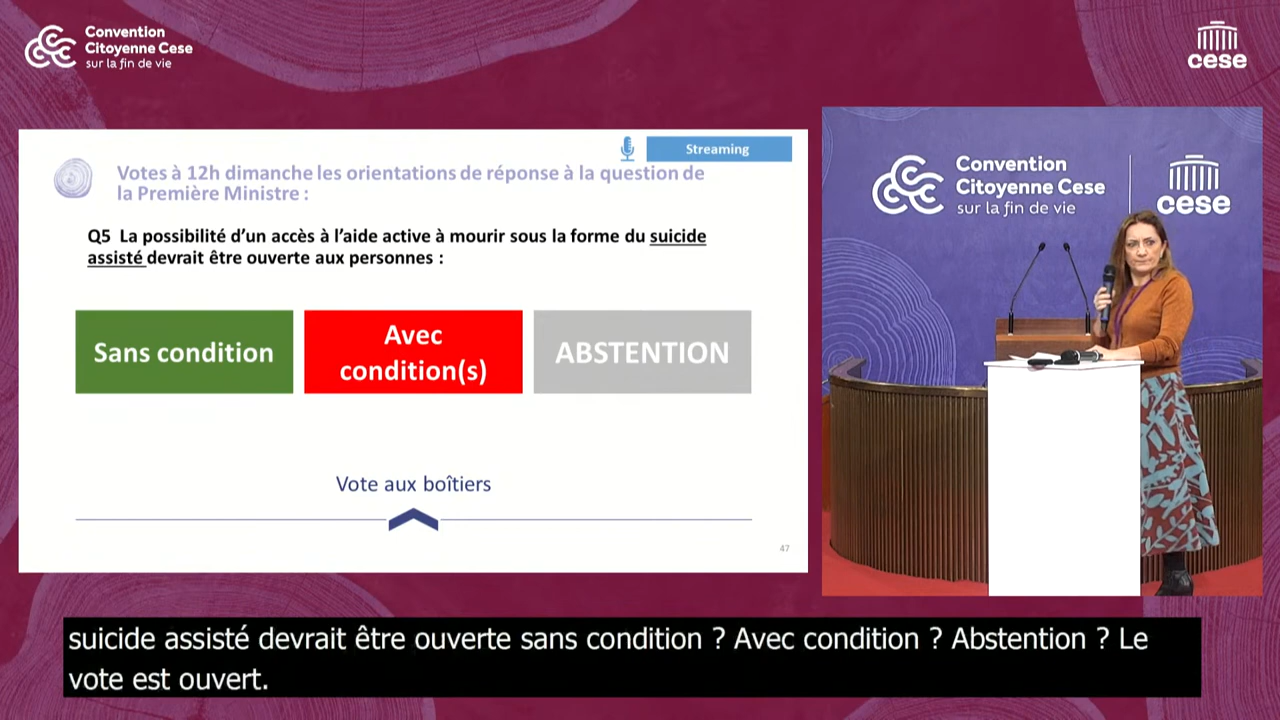 Convention
Citoyenne Cese
sur la fin de vie
cese
Streaming
Votes à 12h dimanche les orientations de réponse à la question de
la Première Ministre :
Q5 La possibilité d'un accès à l'aide active à mourir sous la forme du suicide
assisté devrait être ouverte aux personnes :
Sans condition
Avec
condition(s)
ABSTENTION
Vote aux boîtiers
47
Convention
Citoyenne Cese
sur la fin de vie
cese
suicide assisté devrait être ouverte sans condition ? Avec condition ? Abstention ? Le
vote est ouvert.